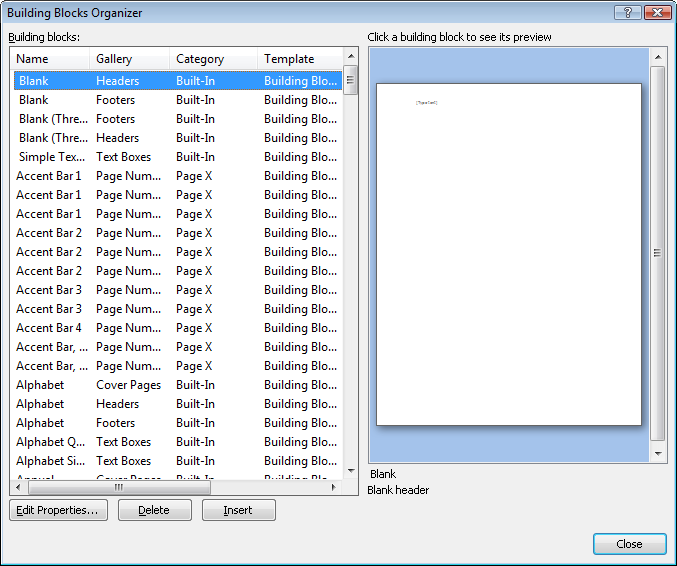 Building Blocks Organizer
Building blocks:
Click a building block to see its preview
Name Gallery Category Template
Blank Headers Built-In Building Blo...
Blank Footers Built-In Building Blo...
Blank (Thre... Footers Built-In Building Blo...
Blank (Thre... Headers Built-In Building Blo...
Simple Tex... Text Boxes Built-In Building Blo...
Accent Bar 1 Page Num... Page X Building Blo...
Accent Bar 1 Page Num... Page X Building Blo...
Accent Bar 1 Page Num... Page X Building Blo...
Accent Bar 2 Page Num... Page X Building Blo...
Accent Bar 2 Page Num... Page X Building Blo...
Accent Bar 2 Page Num... Page X Building Blo...
Accent Bar 3 Page Num... Page X Building Blo...
Accent Bar 3 Page Num... Page X Building Blo...
Accent Bar 4 Page Num... Page X Building Blo...
Accent Bar, ... Page Num... Page X Building Blo...
Accent Bar, ... Page Num... Page X Building Blo...
Alphabet Cover Pages Built-In Building Blo...
Alphabet Headers Built-In Building Blo...
Alphabet Footers Built-In Building Blo...
Alphabet Q... Text Boxes Built-In Building Blo...
Alphabet Si... Text Boxes Built-In Building Blo...
Annual Cover Pages Built-In Building Blo...
[Type text]
Blank
Blank header
Edit Properties... Delete Insert
Close